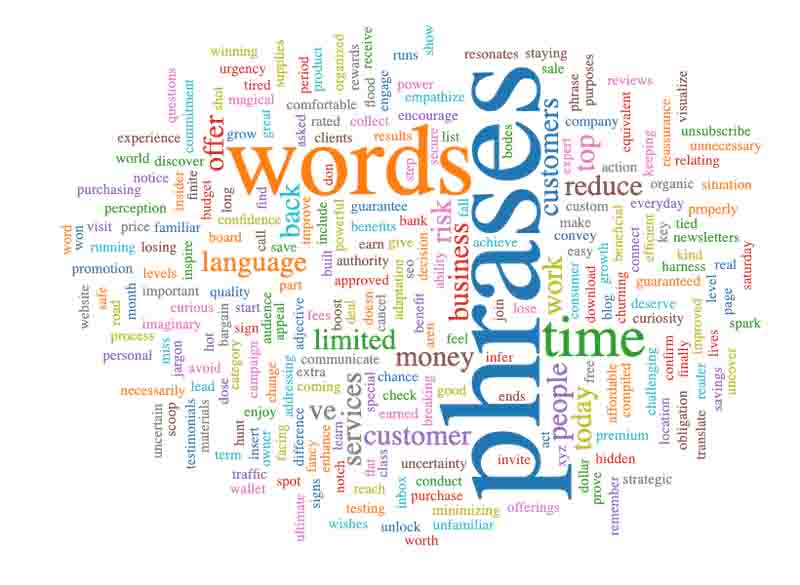 phrases
words
time
customer
money
language
limited
reduce
business
people
services
customers
offer
top
today
work
back
risk
ve
winning
urgency
tired
magical
supplies
period
product
organized
rewards
flood
receive
engage
runs
show
power
empathize
resonates
staying
sale
phrase
purposes
reviews
visualize
questions
commitment
shot
great
comfortable
rated
collect
encourage
asked
clients
results
list
step
secure
bodes
company
equivalent
keeping
reassurance
unsubscribe
unnecessary
relating
expert
action
experience
grow
world
discover
notice
insider
finite
budget
long
find
don
purchasing
perception
confidence
include
powerful
guarantee
benefits
bank
fall
organic
situation
custom
everyday
properly
make
beneficial
efficient
key
tied
newsletters
word
won
visit
price
familiar
board
call
save
improve
earn
give
decision
achieve
convey
connect
kind
running
losing
inspire
built
authority
adaptation
seo
ability
easy
growth
harness
real
saturday
promotion
levels
part
approved
consumer
download
blog
churning
guaranteed
level
page
website
safe
road
month
important
quality
curious
start
audience
appeal
adjective
fees
boost
deal
doesn
cancel
benefit
join
lose
deserve
curiosity
improved
spark
imaginary
hot
bargain
sign
aren
feel
process
personal
miss
jargon
avoid
category
campaign
communicate
infer
challenging
confirm
finally
lives
uncover
extra
change
addressing
coming
special
chance
good
free
affordable
compiled
reader
savings
necessarily
lead
dose
check
breaking
ends
uncertain
scoop
testimonials
materials
enjoy
difference
learn
earned
act
premium
location
obligation
translate
hunt
insert
owner
facing
fancy
enhance
term
flat
class
uncertainty
invite
xyz
hidden
traffic
wallet
spot
signs
notch
reach
inbox
conduct
purchase
dollar
prove
strategic
remember
ultimate
testing
minimizing
offerings
wishes
unlock
unfamiliar
worth